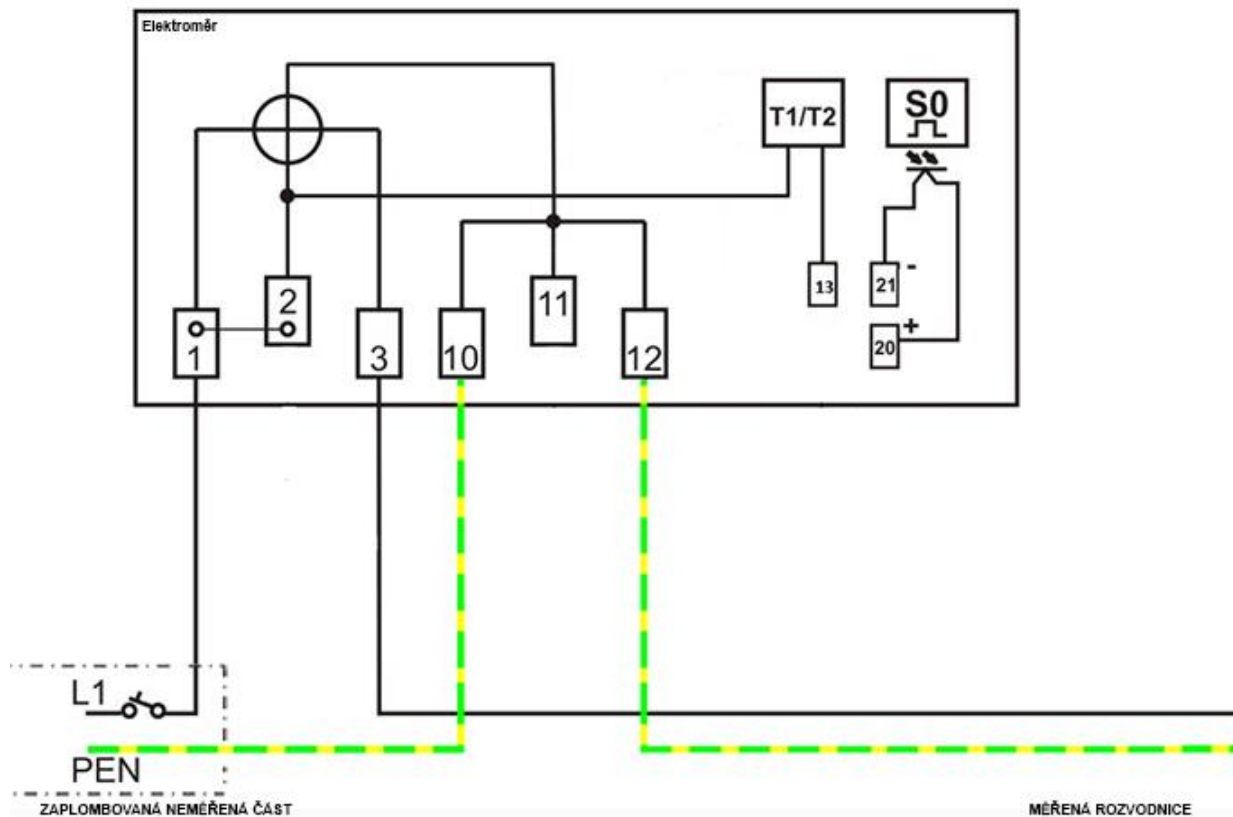 Elektroměr
T1/T2
S0
1
2
3
10
11
12
13
21
-
20
+
L1
PEN
ZAPLOMBOVANÁ NEMĚŘENÁ ČÁST
MĚŘENÁ ROZVODNICE